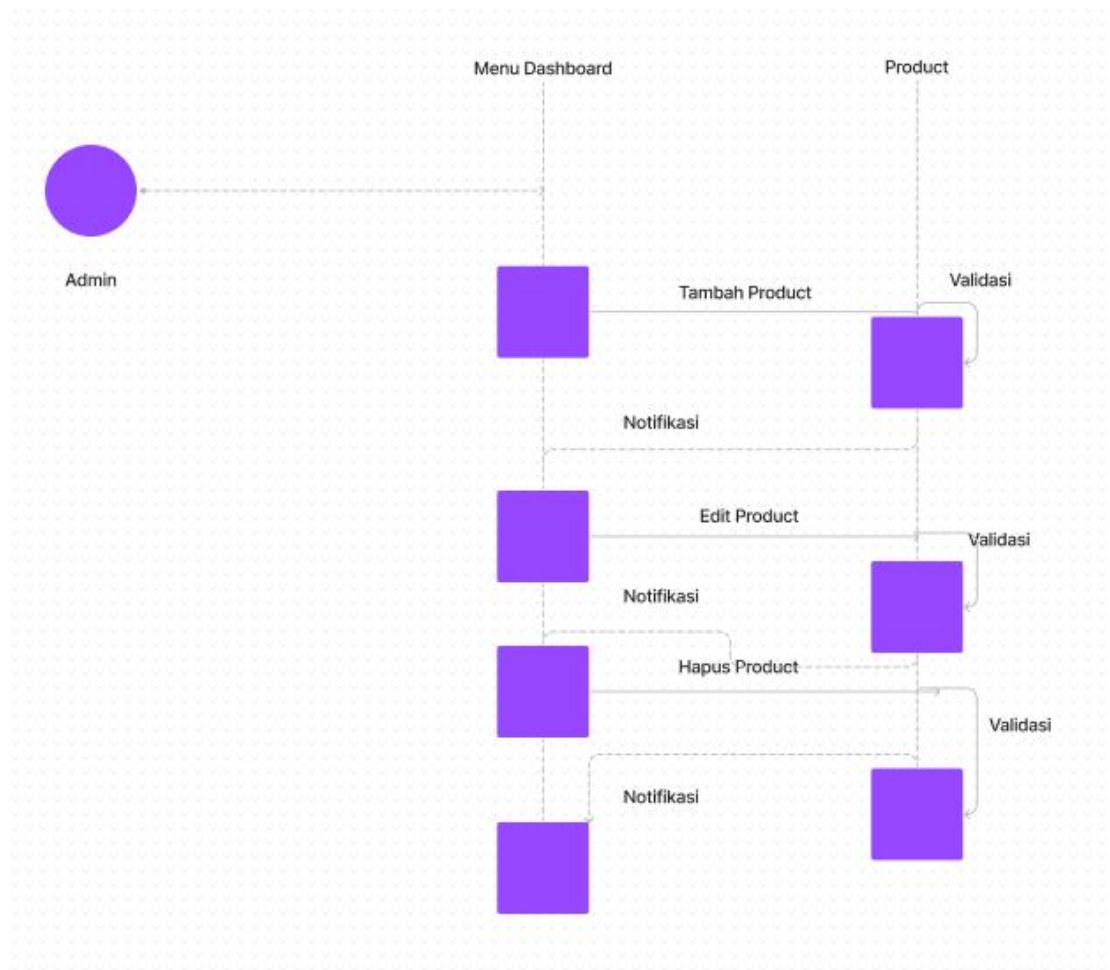 Menu Dashboard
Product
Admin
Tambah Product
Validasi
Notifikasi
Edit Product
Validasi
Notifikasi
Hapus Product
Validasi
Notifikasi